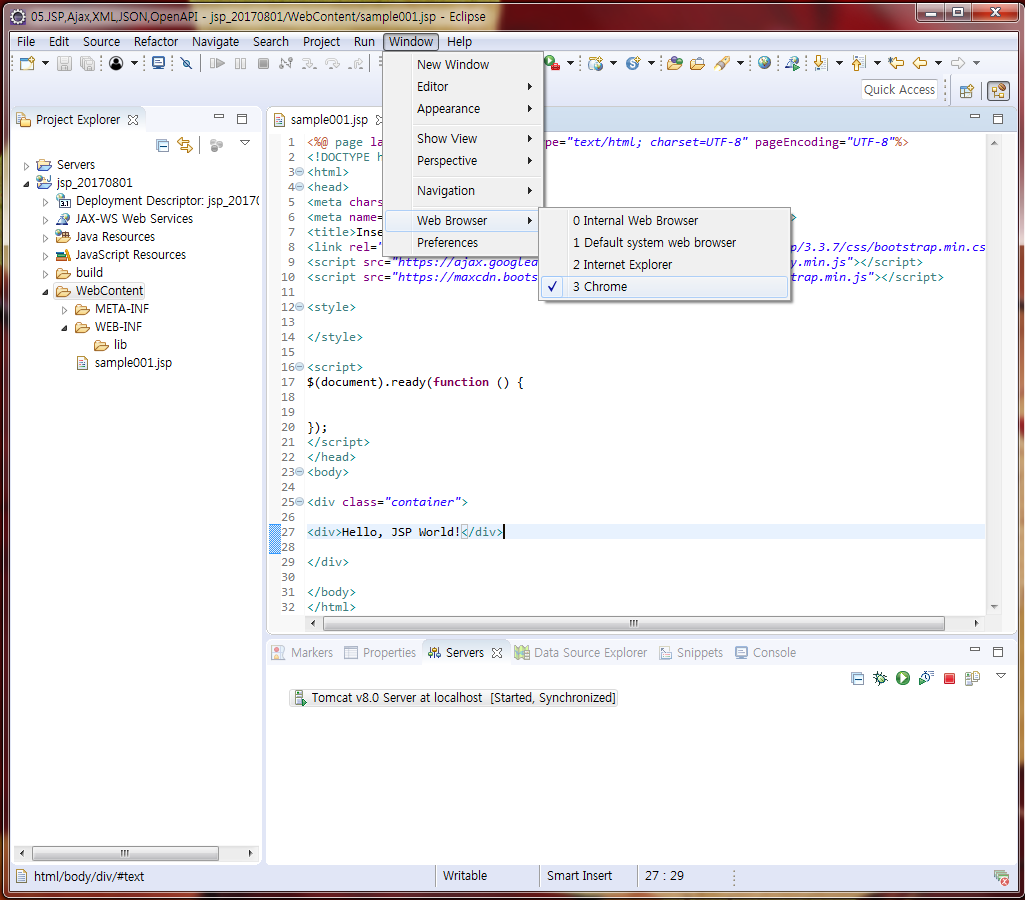 05.JSP,Ajax,XML,JSON,OpenAPI - jsp_20170801/WebContent/sample001.jsp - Eclipse
File Edit Source Refactor Navigate Search Project Run Window Help
New Window
Editor
Appearance
Show View
Perspective
Navigation
Web Browser
Preferences
0 Internal Web Browser
1 Default system web browser
2 Internet Explorer
3 Chrome
Quick Access
Project Explorer
Servers
jsp_20170801
Deployment Descriptor: jsp_2017
JAX-WS Web Services
Java Resources
JavaScript Resources
build
WebContent
META-INF
WEB-INF
lib
sample001.jsp
sample001.jsp
1 <%@ page la ype="text/html; charset=UTF-8" pageEncoding="UTF-8"%>
2 <!DOCTYPE h
3 <html>
4 <head>
5 <meta chars
6 <meta name= >
7 <title>Inse
8 <link rel=" p/3.3.7/css/bootstrap.min.cs
9 <script src="https://ajax.googlea y.min.js"></script>
10 <script src="https://maxcdn.boots trap.min.js"></script>
11
12 <style>
13
14 </style>
15
16 <script>
17 $(document).ready(function () {
18
19
20 });
21 </script>
22 </head>
23 <body>
24
25 <div class="container">
26
27 <div>Hello, JSP World!</div>
28
29 </div>
30
31 </body>
32 </html>
Markers Properties Servers Data Source Explorer Snippets Console
Tomcat v8.0 Server at localhost [Started, Synchronized]
html/body/div/#text Writable Smart Insert 27 : 29